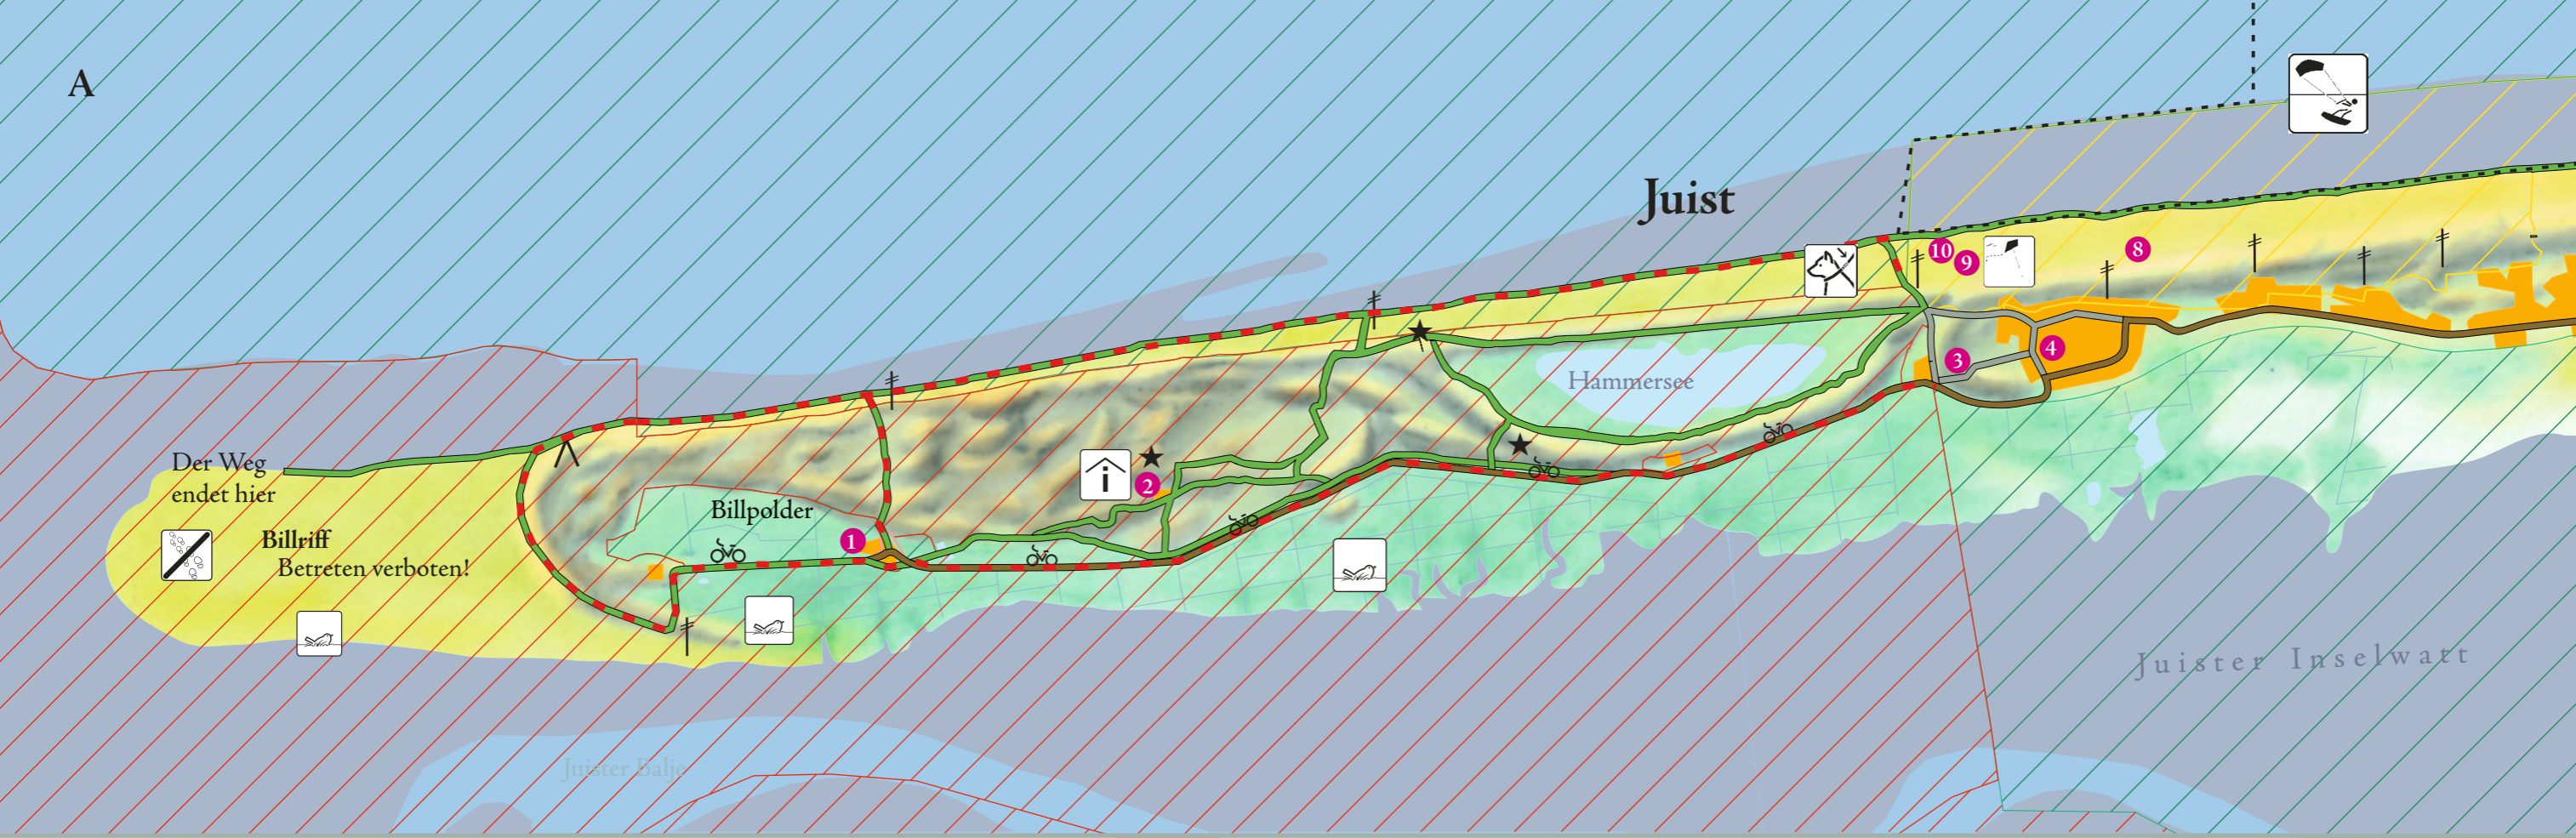 A
Juist
10
9
8
3
4
Hammersee
Der Weg
endet hier
2
Billpolder
1
Billriff
Betreten verboten!
i
Juister Inselwatt
Juister Balje